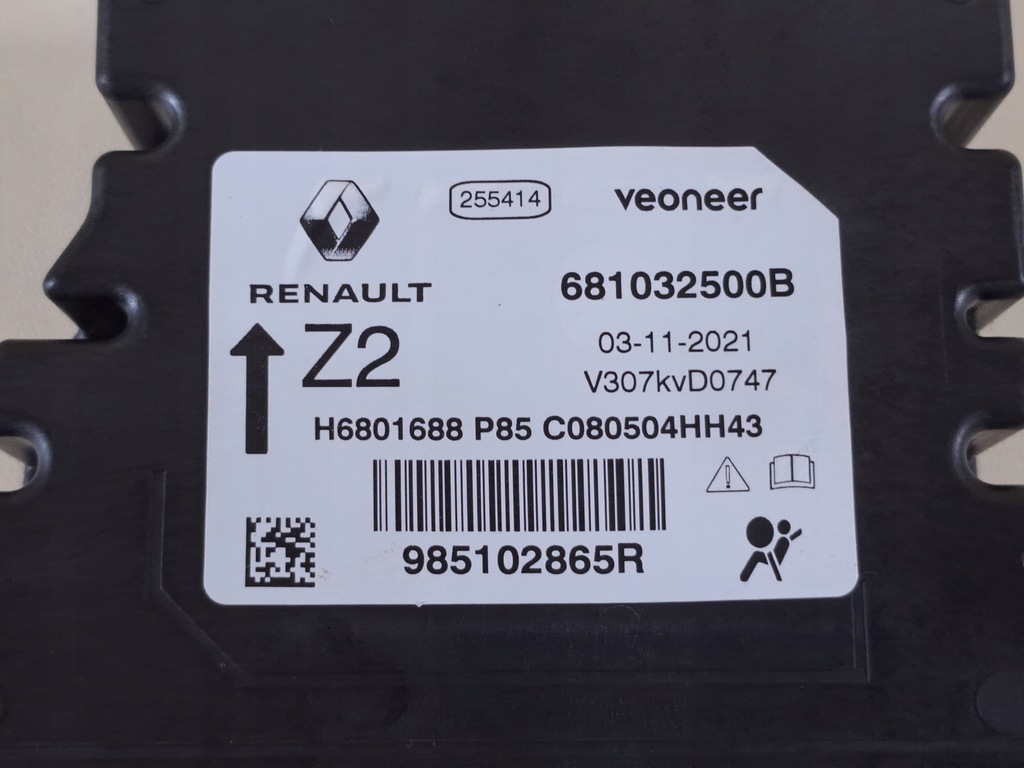 255414
veoneer
RENAULT
681032500B
Z2
03-11-2021
V307kvD0747
H6801688 P85 C080504HH43
985102865R